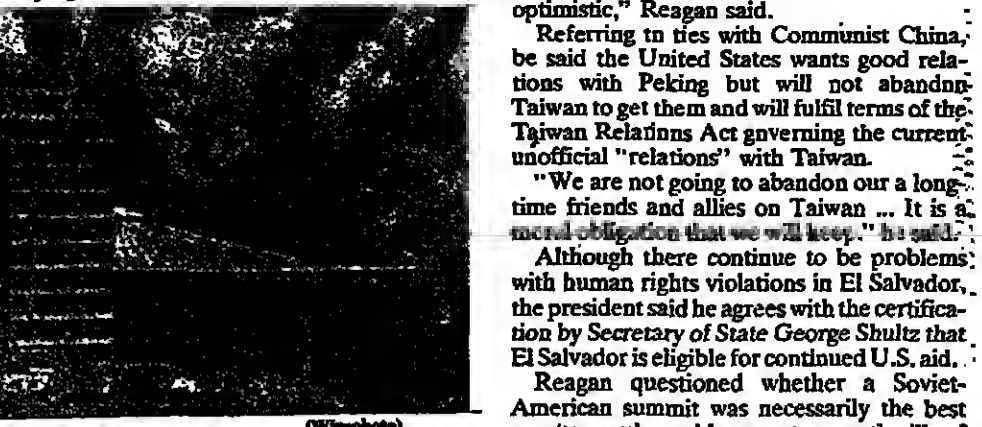 optimistic," Reagan said.
Referring tn ties with Communist China,
be said the United States wants good rela-
tions with Peking but will not abandnn
Taiwan to get them and will fulfil terms of the
Taiwan Relatinns Act gnverning the current
unofficial "relations" with Taiwan.
"We are not going to abandon our a long-
time friends and allies on Taiwan ... It is a
moral obligation that we will keep." he said.
Although there continue to be problems
with buman rights violations in El Salvador,
the president said he agrees with the certifica-
tion by Secretary of State George Shultz that
El Salvador is eligible for continued U.S. aid.
Reagan questioned whether a Soviet-
American summit was necessarily the best